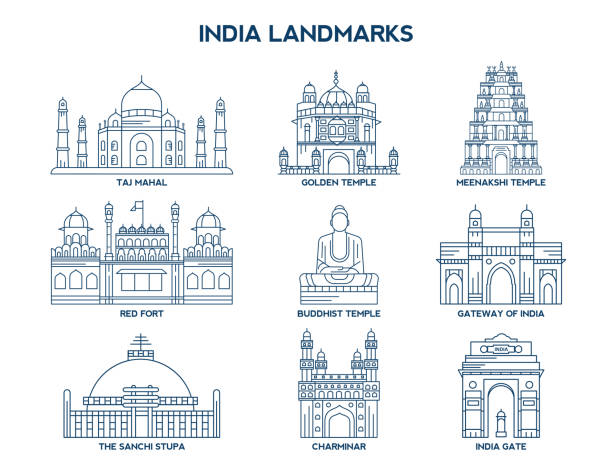 INDIA LANDMARKS
TAJ MAHAL
GOLDEN TEMPLE
MEENAKSHI TEMPLE
RED FORT
BUDDHIST TEMPLE
GATEWAY OF INDIA
THE SANCHI STUPA
CHARMINAR
INDIA
INDIA GATE